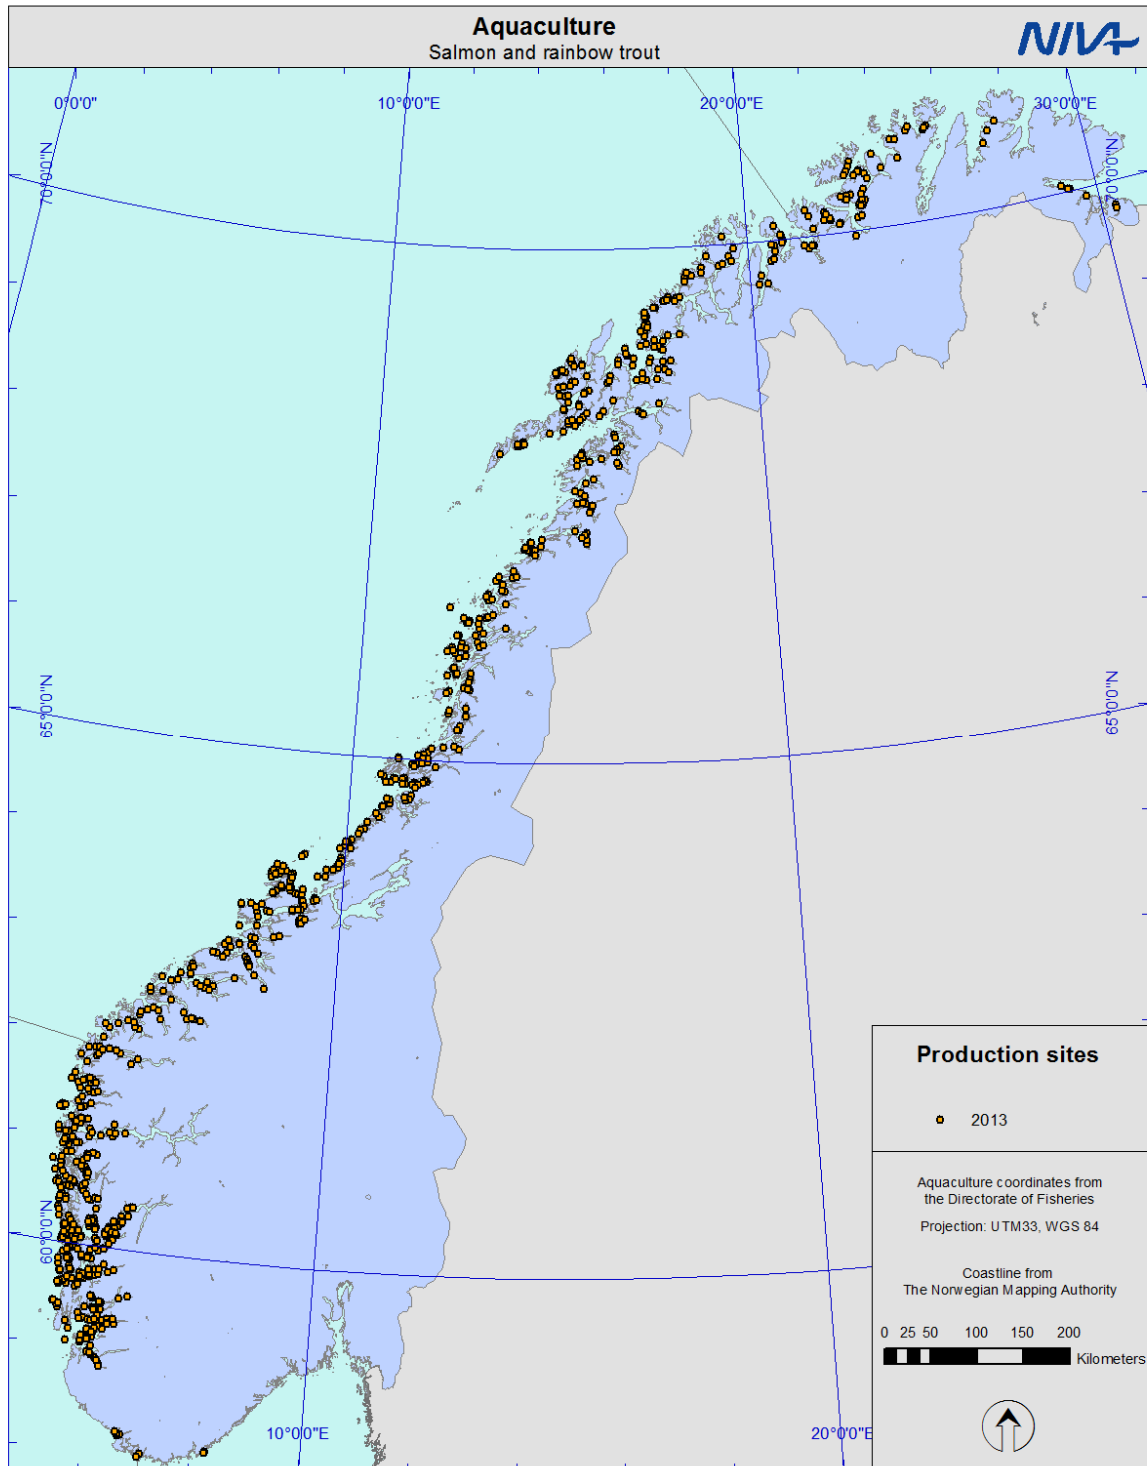 Aquaculture
Salmon and rainbow trout
NIVA
0°0'0"
10°0'0"E
20°0'0"E
30°0'0"E
70°0'0"N
70°0'0"N
65°0'0"N
65°0'0"N
60°0'0"N
10°0'0"E
20°0'0"E
Production sites
2013
Aquaculture coordinates from
the Directorate of Fisheries
Projection: UTM33, WGS 84
Coastline from
The Norwegian Mapping Authority
0 25 50 100 150 200
Kilometers